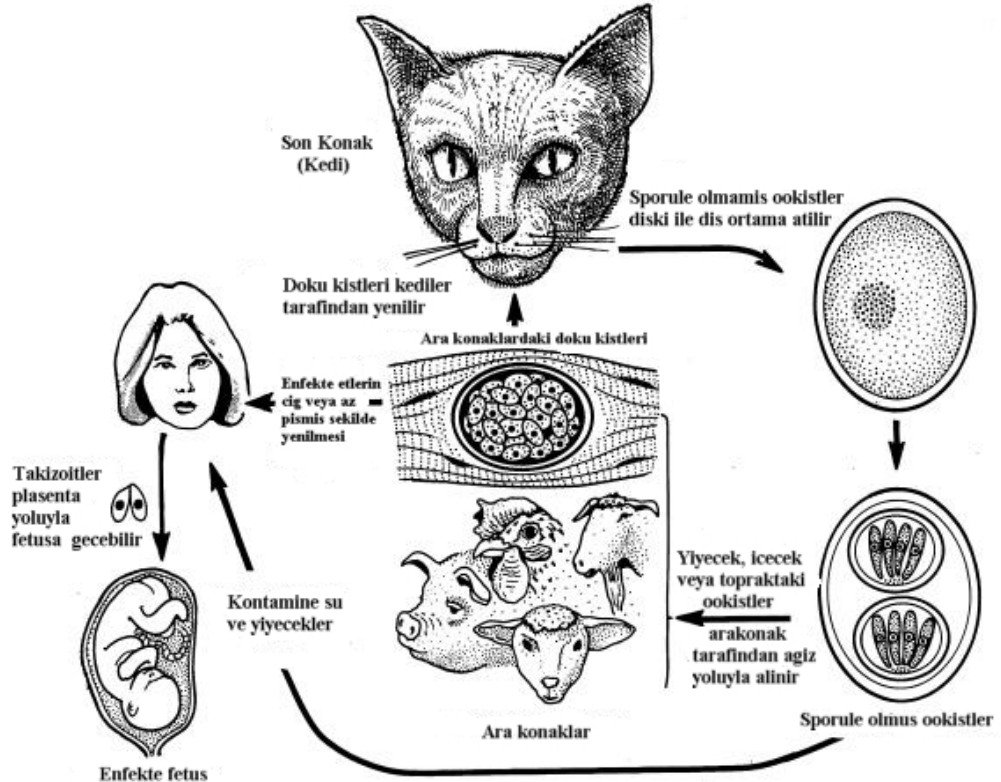 Son Konak
(Kedi)
Sporule olmamis ookistler
diski ile dis ortama atilir
Doku kistleri kediler
tarafindan yenilir
Ara konaklardaki doku kistleri
Enfekte etlerin
cig veya az
pismis sekilde
yenilmesi
Takizoitler
plasenta
yoluyla
fetusa gecebilir
Kontamine su
ve yiyecekler
Yiyecek, icecek
veya topraktaki
ookistler
arakonak
tarafindan agiz
yoluyla alinir
Sporule olmus ookistler
Ara konaklar
Enfekte fetus